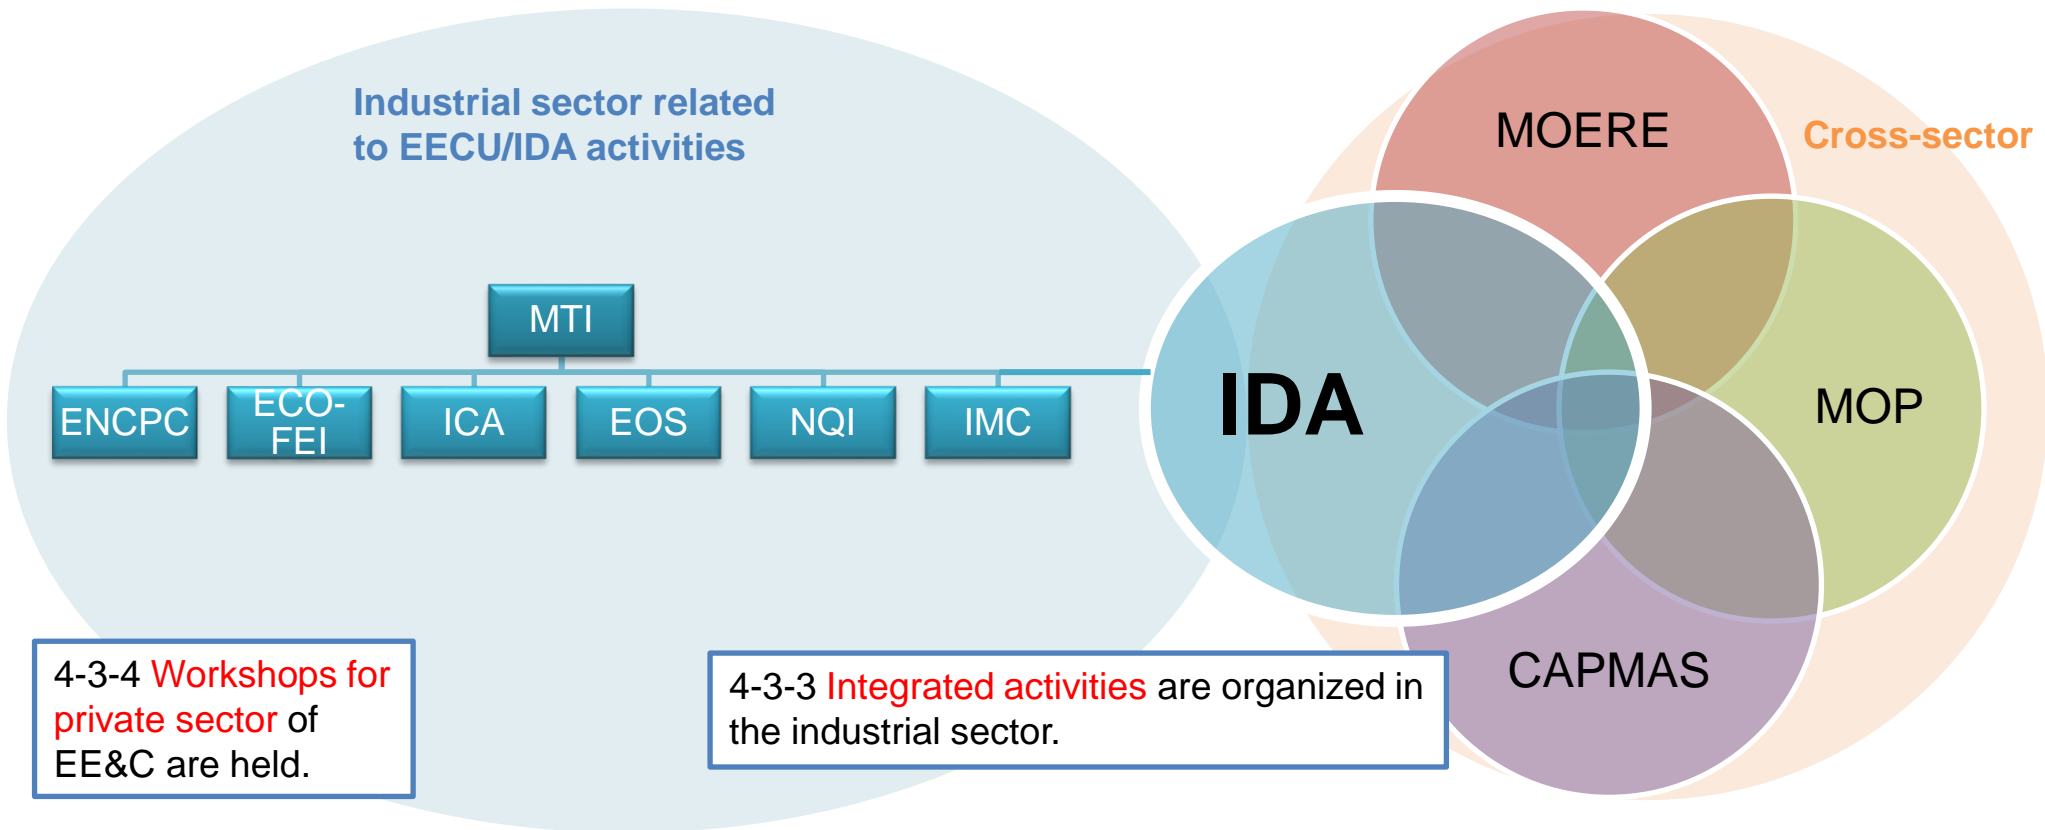 Industrial sector related
to EECU/IDA activities
MOERE
Cross-sector
MTI
ENCPC
ECO-
FEI
ICA
EOS
NQI
IMC
IDA
MOP
4-3-4 Workshops for
private sector of
EE&C are held.
4-3-3 Integrated activities are organized in
the industrial sector.
CAPMAS